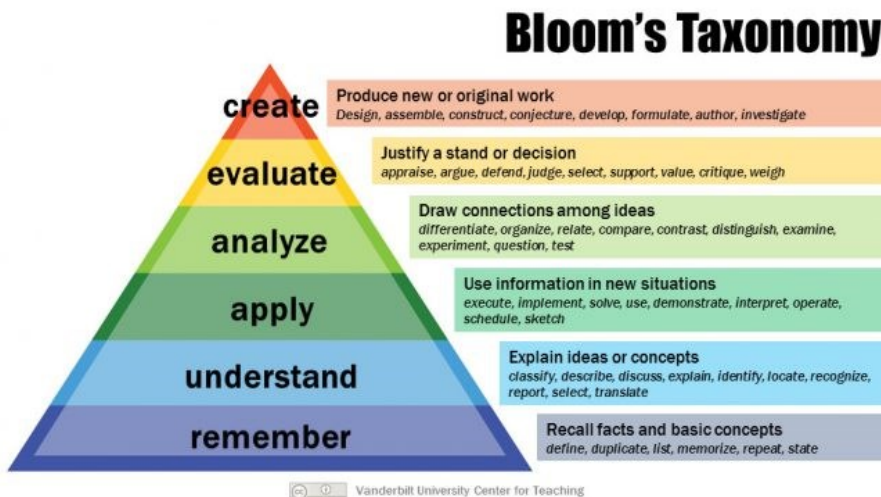 Bloom's Taxonomy
create
Produce new or original work
Design, assemble, construct, conjecture, develop, formulate, author, investigate
evaluate
Justify a stand or decision
appraise, argue, defend, judge, select, support, value, critique, weigh
analyze
Draw connections among ideas
differentiate, organize, relate, compare, contrast, distinguish, examine,
experiment, question, test
apply
Use information in new situations
execute, implement, solve, use, demonstrate, interpret, operate,
schedule, sketch
understand
Explain ideas or concepts
classify, describe, discuss, explain, identify, locate, recognize,
report, select, translate
remember
Recall facts and basic concepts
define, duplicate, list, memorize, repeat, state
cc Vanderbilt University Center for Teaching